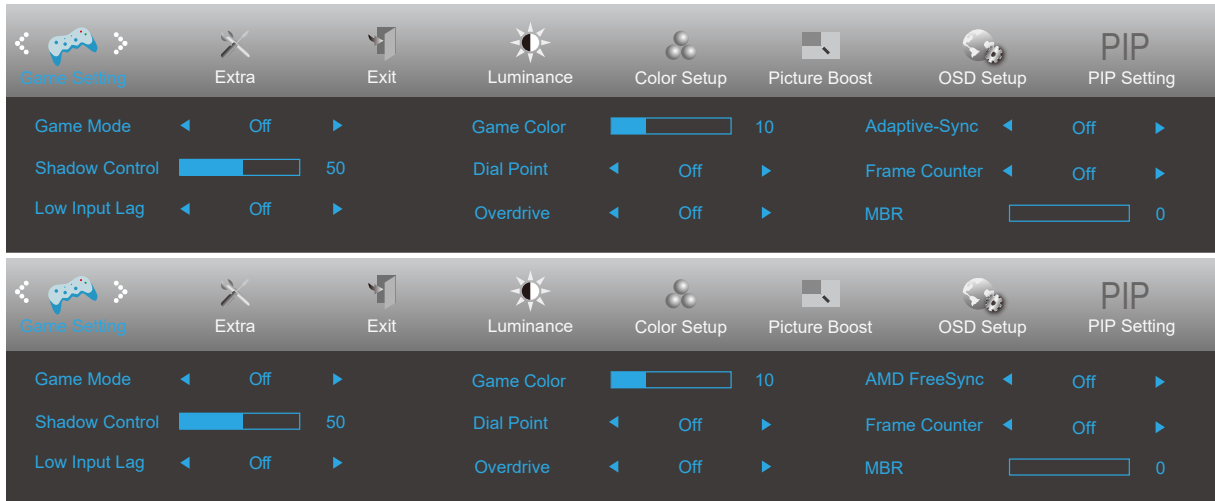 PIP
Game Setting Extra Exit Luminance Color Setup Picture Boost OSD Setup PIP Setting
Game Mode Off Game Color 10 Adaptive-Sync Off
Shadow Control 50 Dial Point Off Frame Counter Off
Low Input Lag Off Overdrive Off MBR 0
PIP
Game Setting Extra Exit Luminance Color Setup Picture Boost OSD Setup PIP Setting
Game Mode Off Game Color 10 AMD FreeSync Off
Shadow Control 50 Dial Point Off Frame Counter Off
Low Input Lag Off Overdrive Off MBR 0